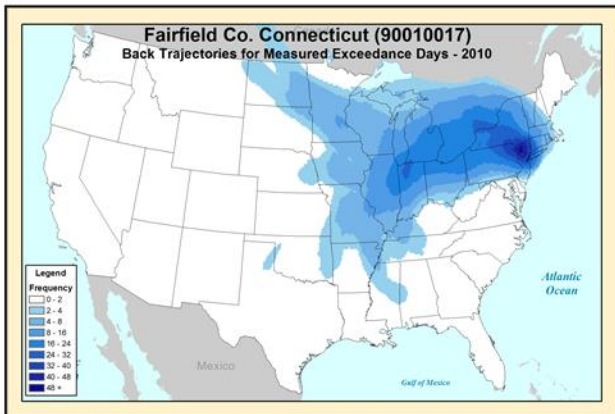 Fairfield Co. Connecticut (90010017)
Back Trajectories for Measured Exceedance Days - 2010
Legend
Frequency
0 - 2
2 - 4
4 - 8
8 - 16
16 - 24
24 - 32
32 - 40
40 - 48
48 +
Atlantic
Ocean
Mexico
Gulf of Mexico